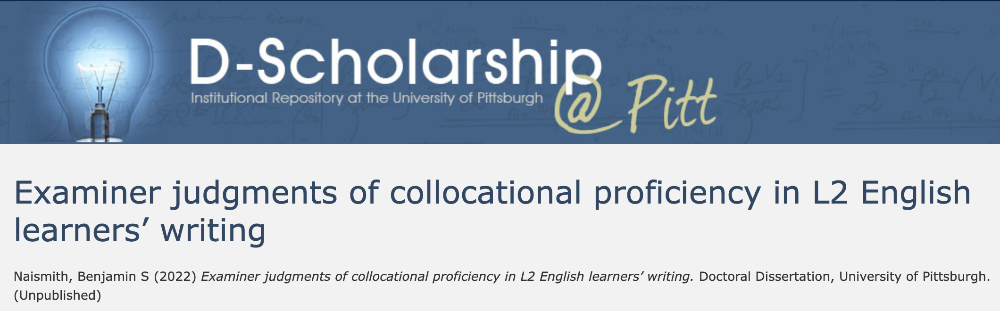 D-Scholarship
@ Pitt
Institutional Repository at the University of Pittsburgh
Examiner judgments of collocational proficiency in L2 English
learners’ writing
Naismith, Benjamin S (2022) Examiner judgments of collocational proficiency in L2 English learners’ writing. Doctoral Dissertation, University of Pittsburgh.
(Unpublished)